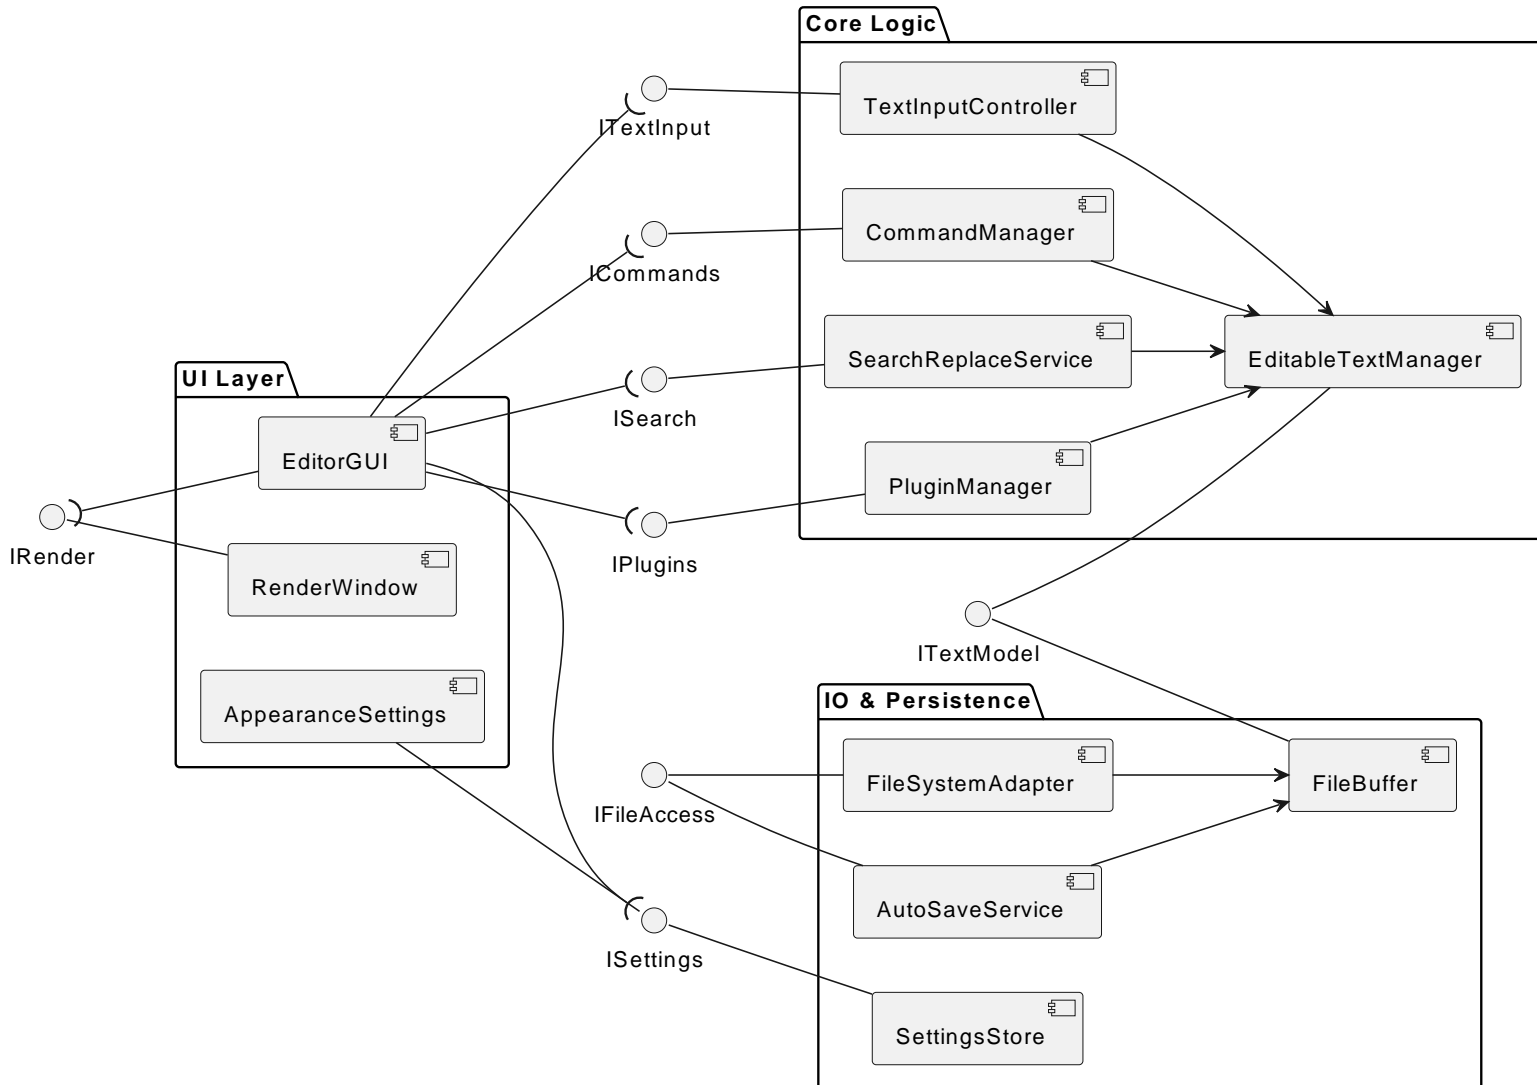 Core Logic
TextInputController
ITextInput
CommandManager
ICommands
SearchReplaceService
EditableTextManager
UI Layer
ISearch
EditorGUI
PluginManager
IRender
IPlugins
RenderWindow
ITextModel
IO & Persistence
AppearanceSettings
FileSystemAdapter
FileBuffer
IFileAccess
AutoSaveService
ISettings
SettingsStore